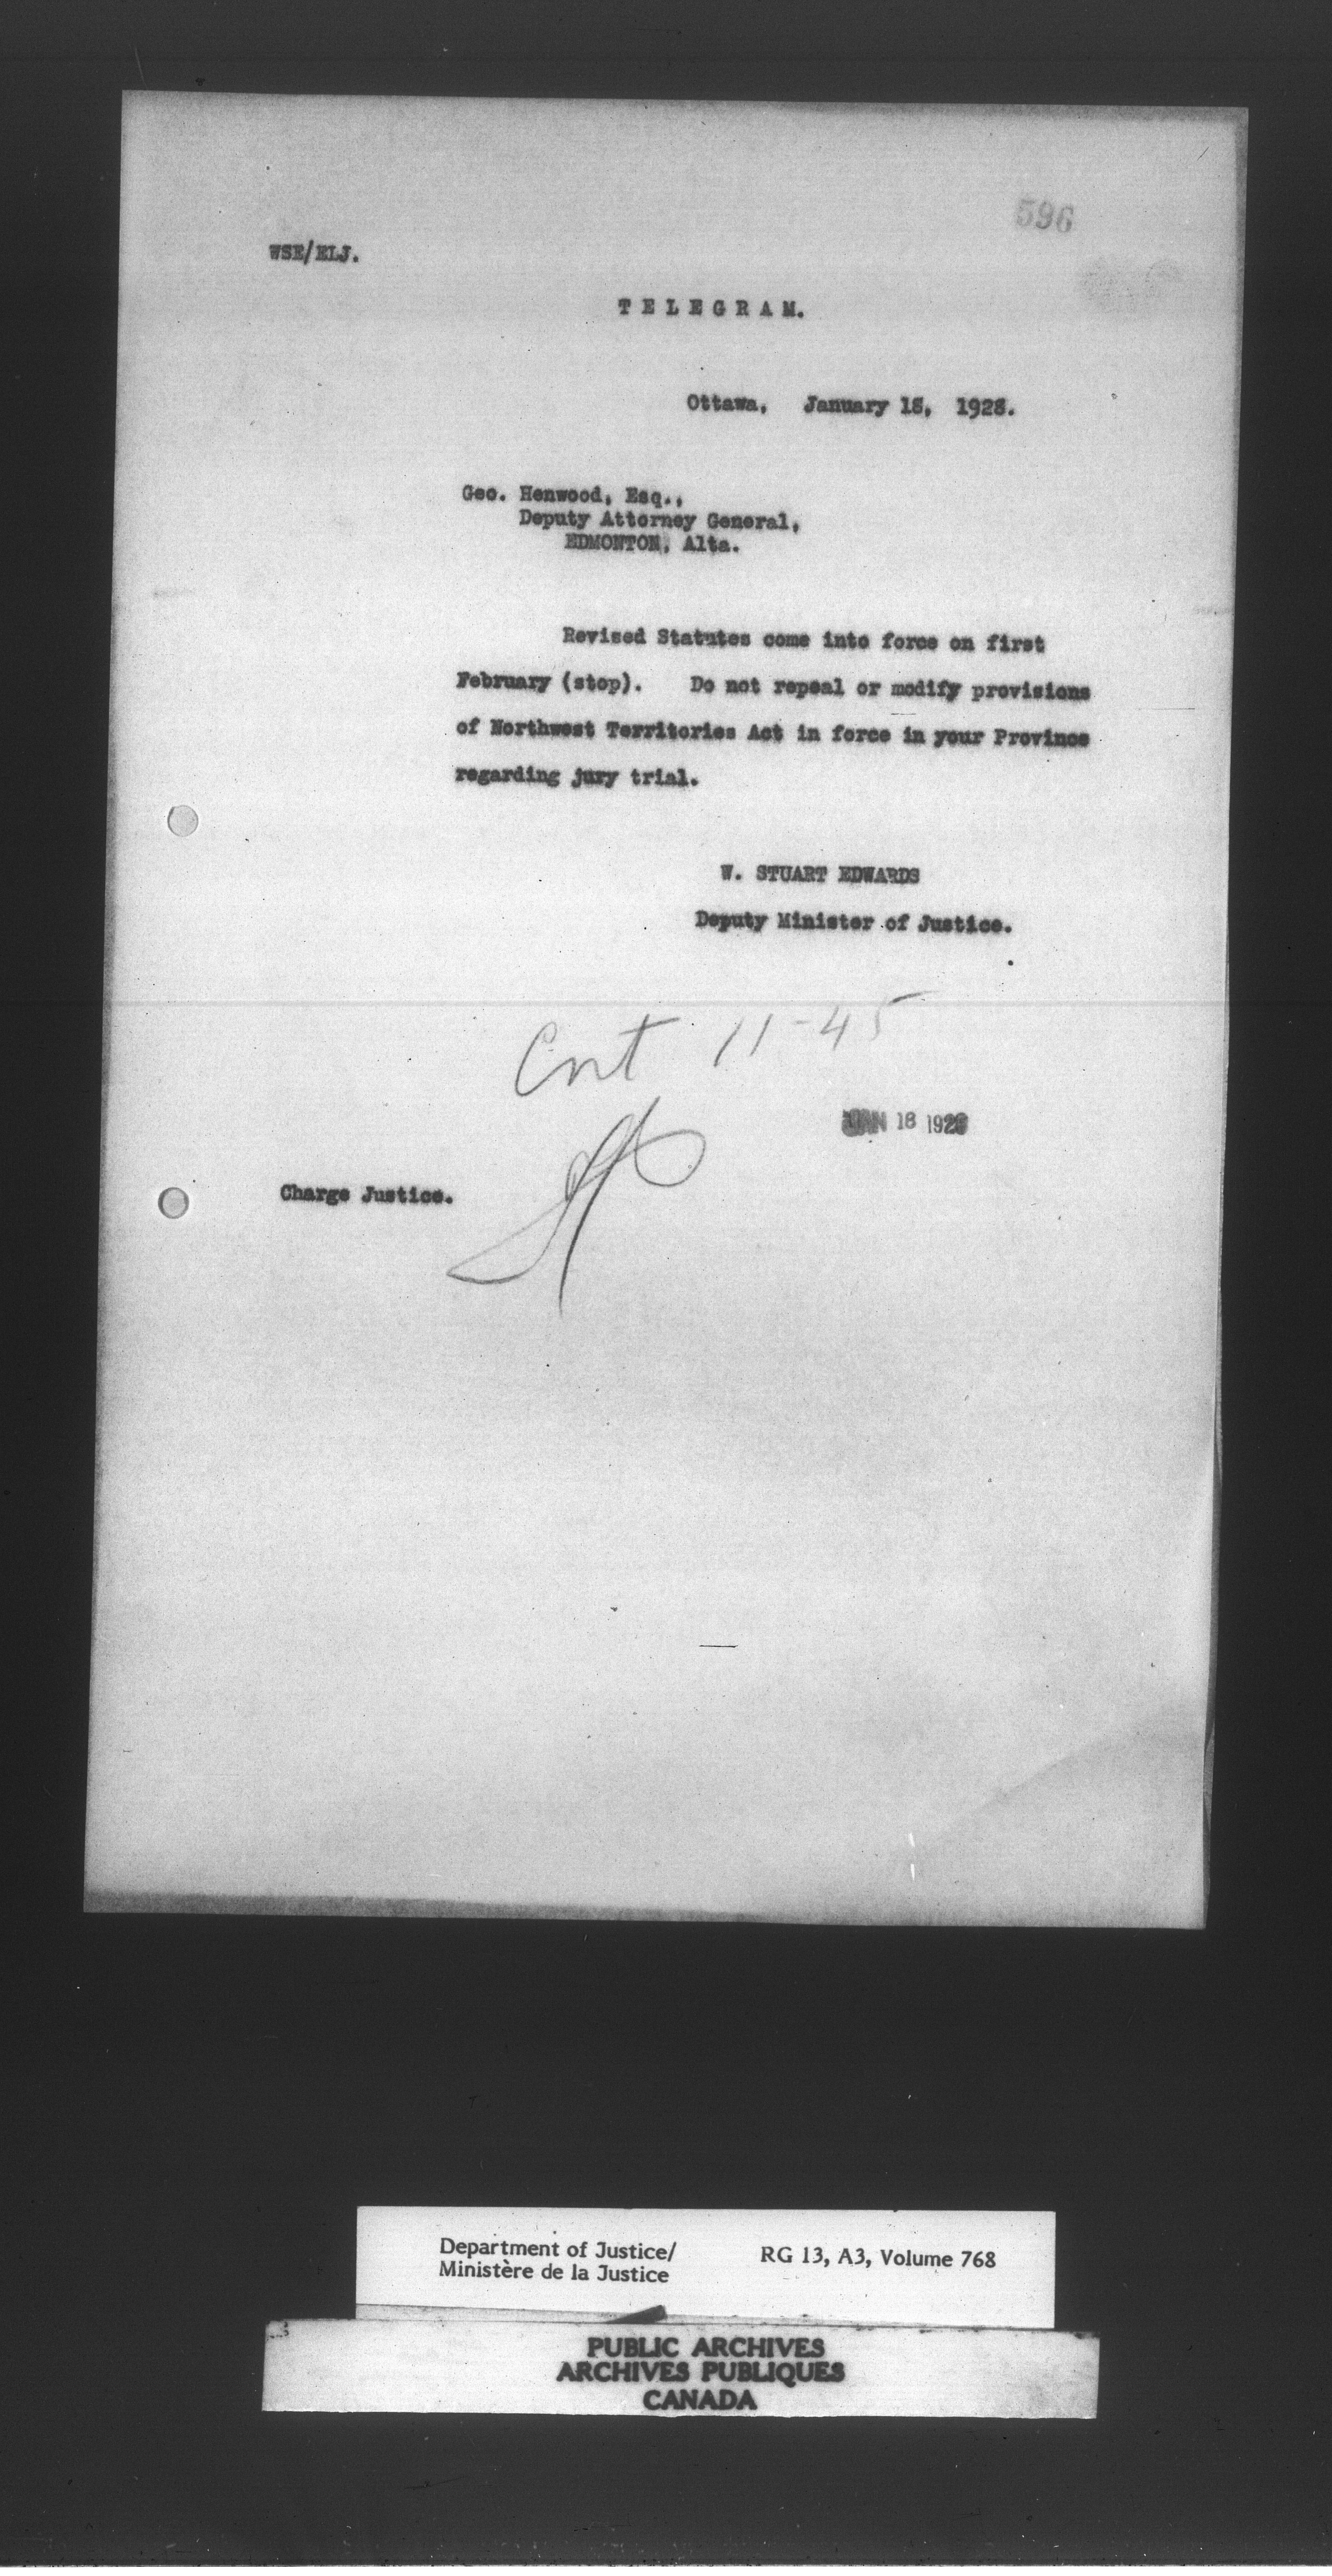 596
WSE/ELJ.
TELEGRAM.
Ottawa, January 18, 1928.
Geo. Henwood, Esq.,
Deputy Attorney General,
EDMONTON, Alta.
Revised Statutes come into force on first
February (stop). Do not repeal or modify provisions
of Northwest Territories Act in force in your Province
regarding jury trial.
W. STUART EDWARDS
Deputy Minister of Justice.
Cnt 11-45
JAN 18 1928
Charge Justice.
Department of Justice/
Ministère de la Justice
RG 13, A3, Volume 768
PUBLIC ARCHIVES
ARCHIVES PUBLIQUES
CANADA